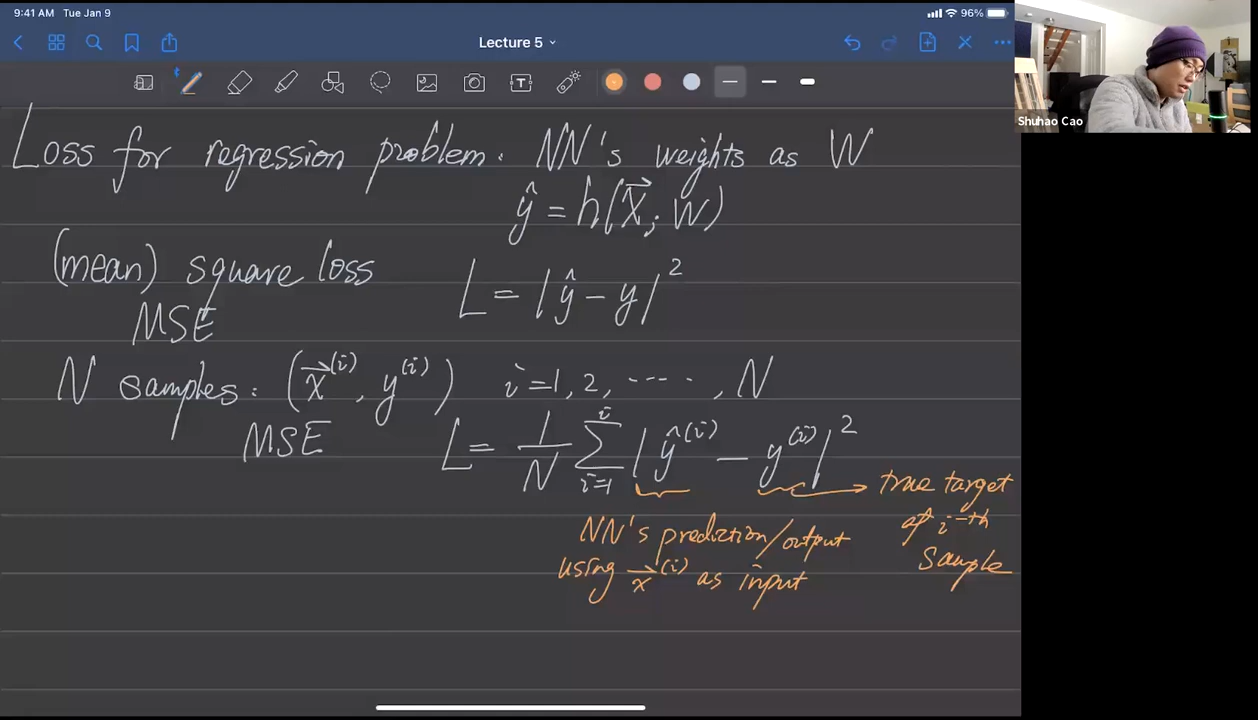 9:41 AM Tue Jan 9
96%
Lecture 5
Shuhao Cao
Loss for regression problem. NN's weights as W
ŷ = h(x⃗; W)
(mean) square loss L = |ŷ - y|²
MSE
N samples: (x⃗^(i), y^(i)) i=1, 2, ....., N
MSE L = 1/N Σ_{i=1}^{i} |ŷ^(i) - y^(i)|²
→ true target
of i-th
sample
NN's prediction/output
using x⃗^(i) as input